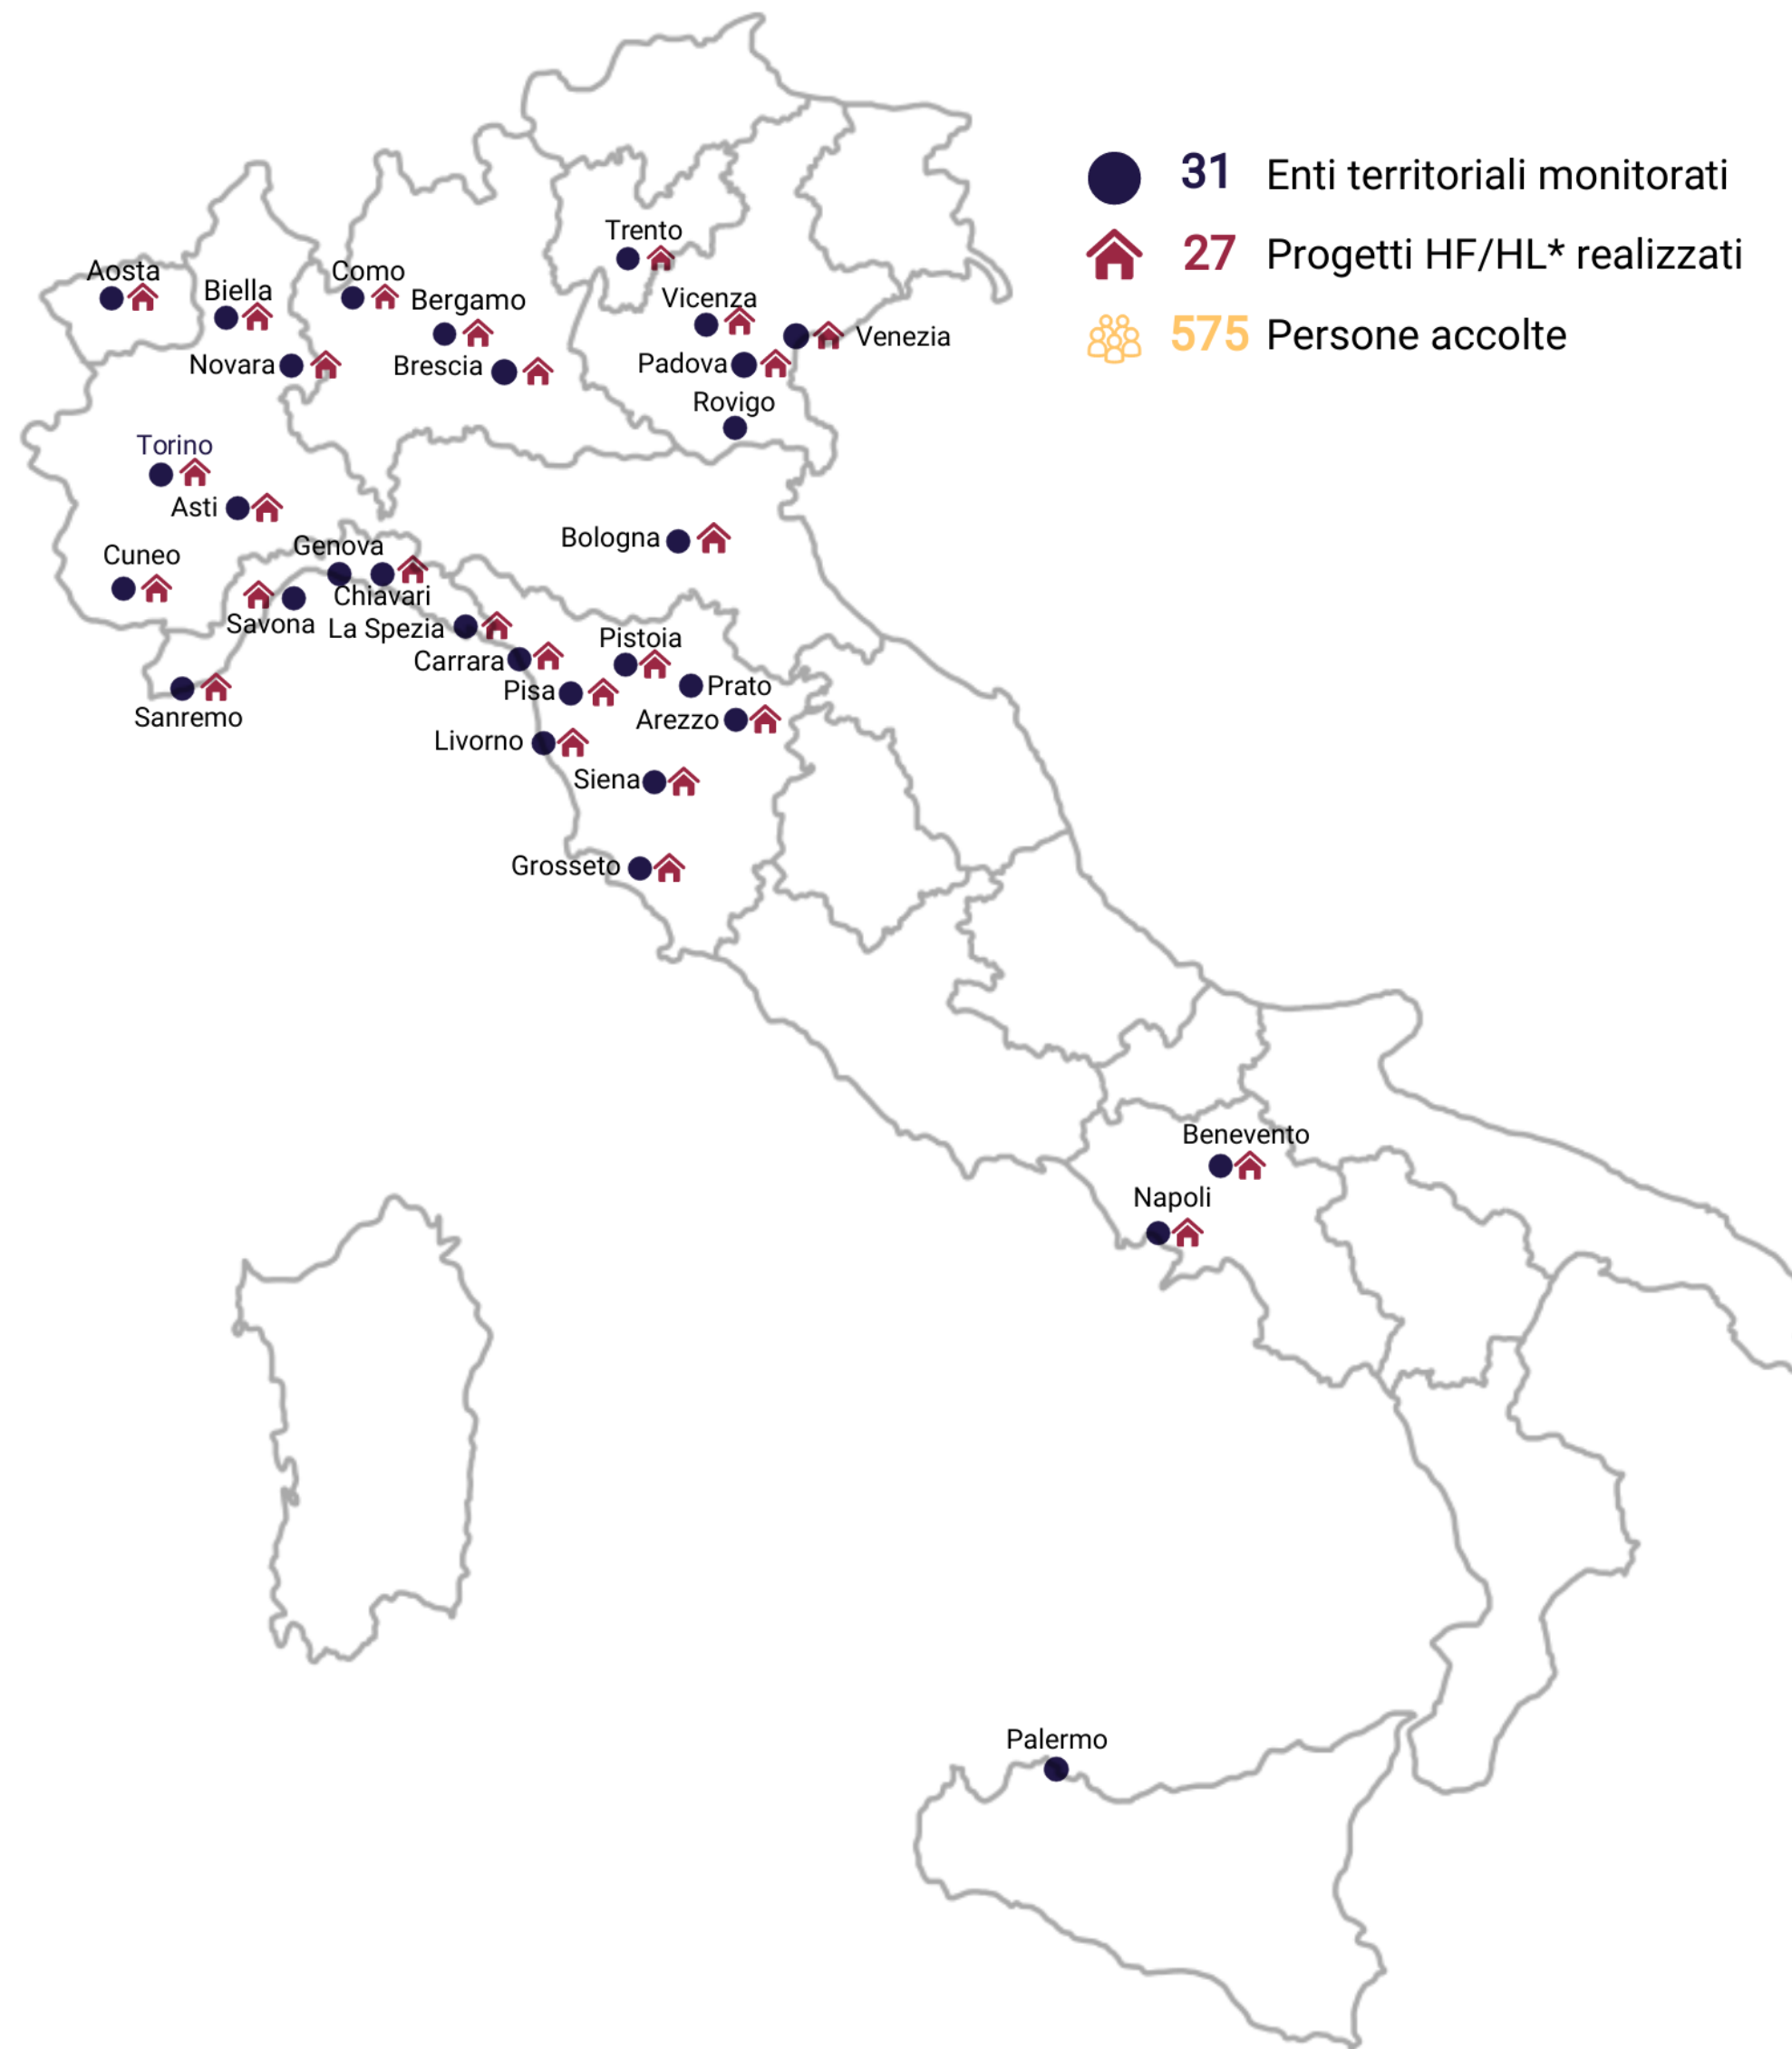 31 Enti territoriali monitorati
27 Progetti HF/HL* realizzati
575 Persone accolte
Trento
Aosta
Biella
Como
Bergamo
Vicenza
Venezia
Novara
Brescia
Padova
Rovigo
Torino
Asti
Bologna
Genova
Cuneo
Chiavari
Savona
La Spezia
Pistoia
Carrara
Pisa
Prato
Sanremo
Arezzo
Livorno
Siena
Grosseto
Benevento
Napoli
Palermo